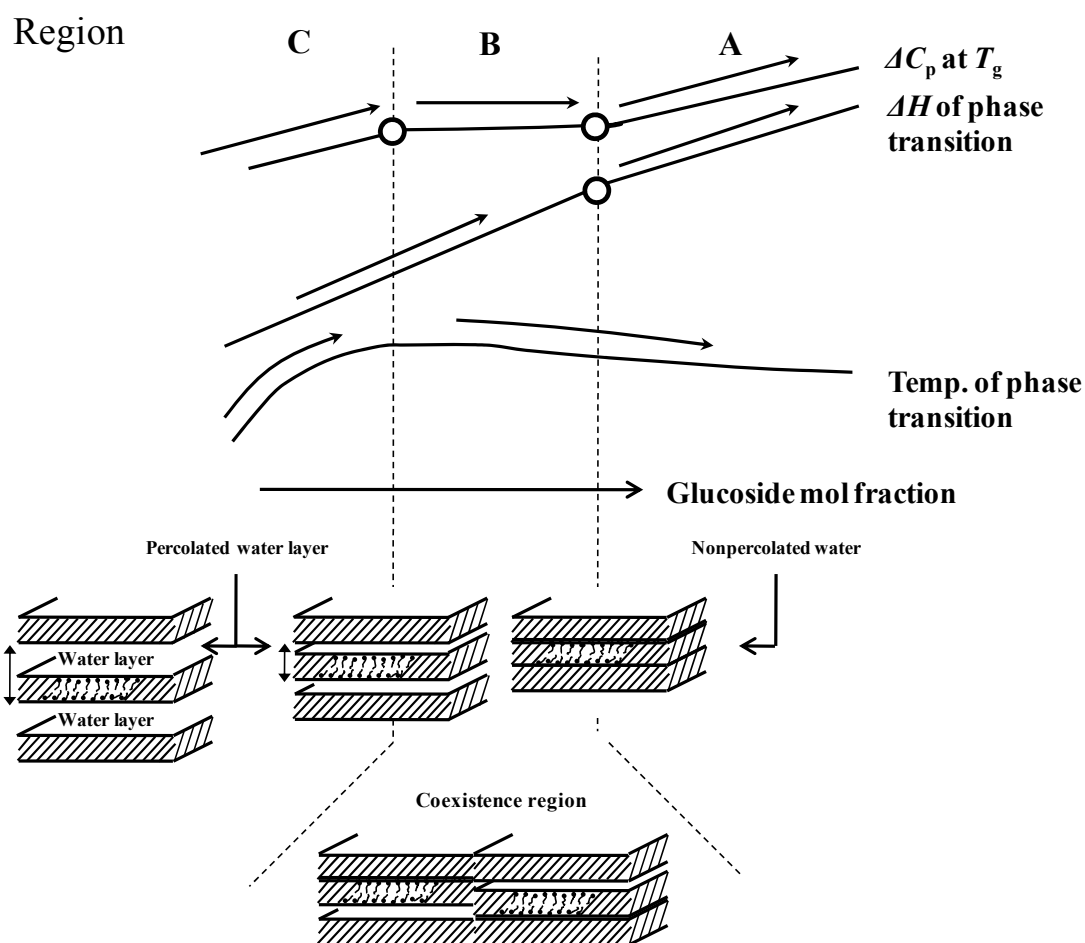 Region
C
B
A
ΔCp at Tg
ΔH of phase
transition
Temp. of phase
transition
Glucoside mol fraction
Percolated water layer
Nonpercolated water
Water layer
Water layer
Coexistence region